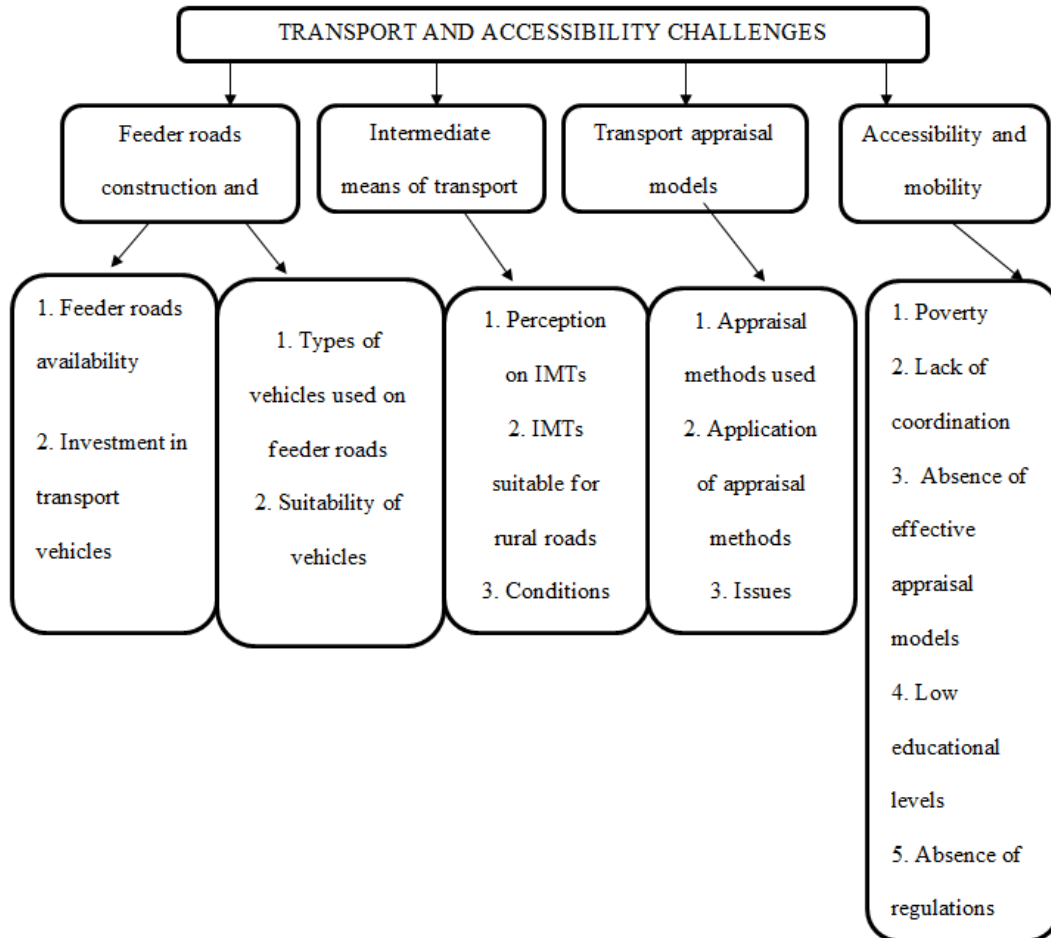 TRANSPORT AND ACCESSIBILITY CHALLENGES
Feeder roads
construction and
Intermediate
means of transport
Transport appraisal
models
Accessibility and
mobility
1. Feeder roads
availability
2. Investment in
transport
vehicles
1. Types of
vehicles used on
feeder roads
2. Suitability of
vehicles
1. Perception
on IMTs
2. IMTs
suitable for
rural roads
3. Conditions
1. Appraisal
methods used
2. Application
of appraisal
methods
3. Issues
1. Poverty
2. Lack of
coordination
3. Absence of
effective
appraisal
models
4. Low
educational
levels
5. Absence of
regulations